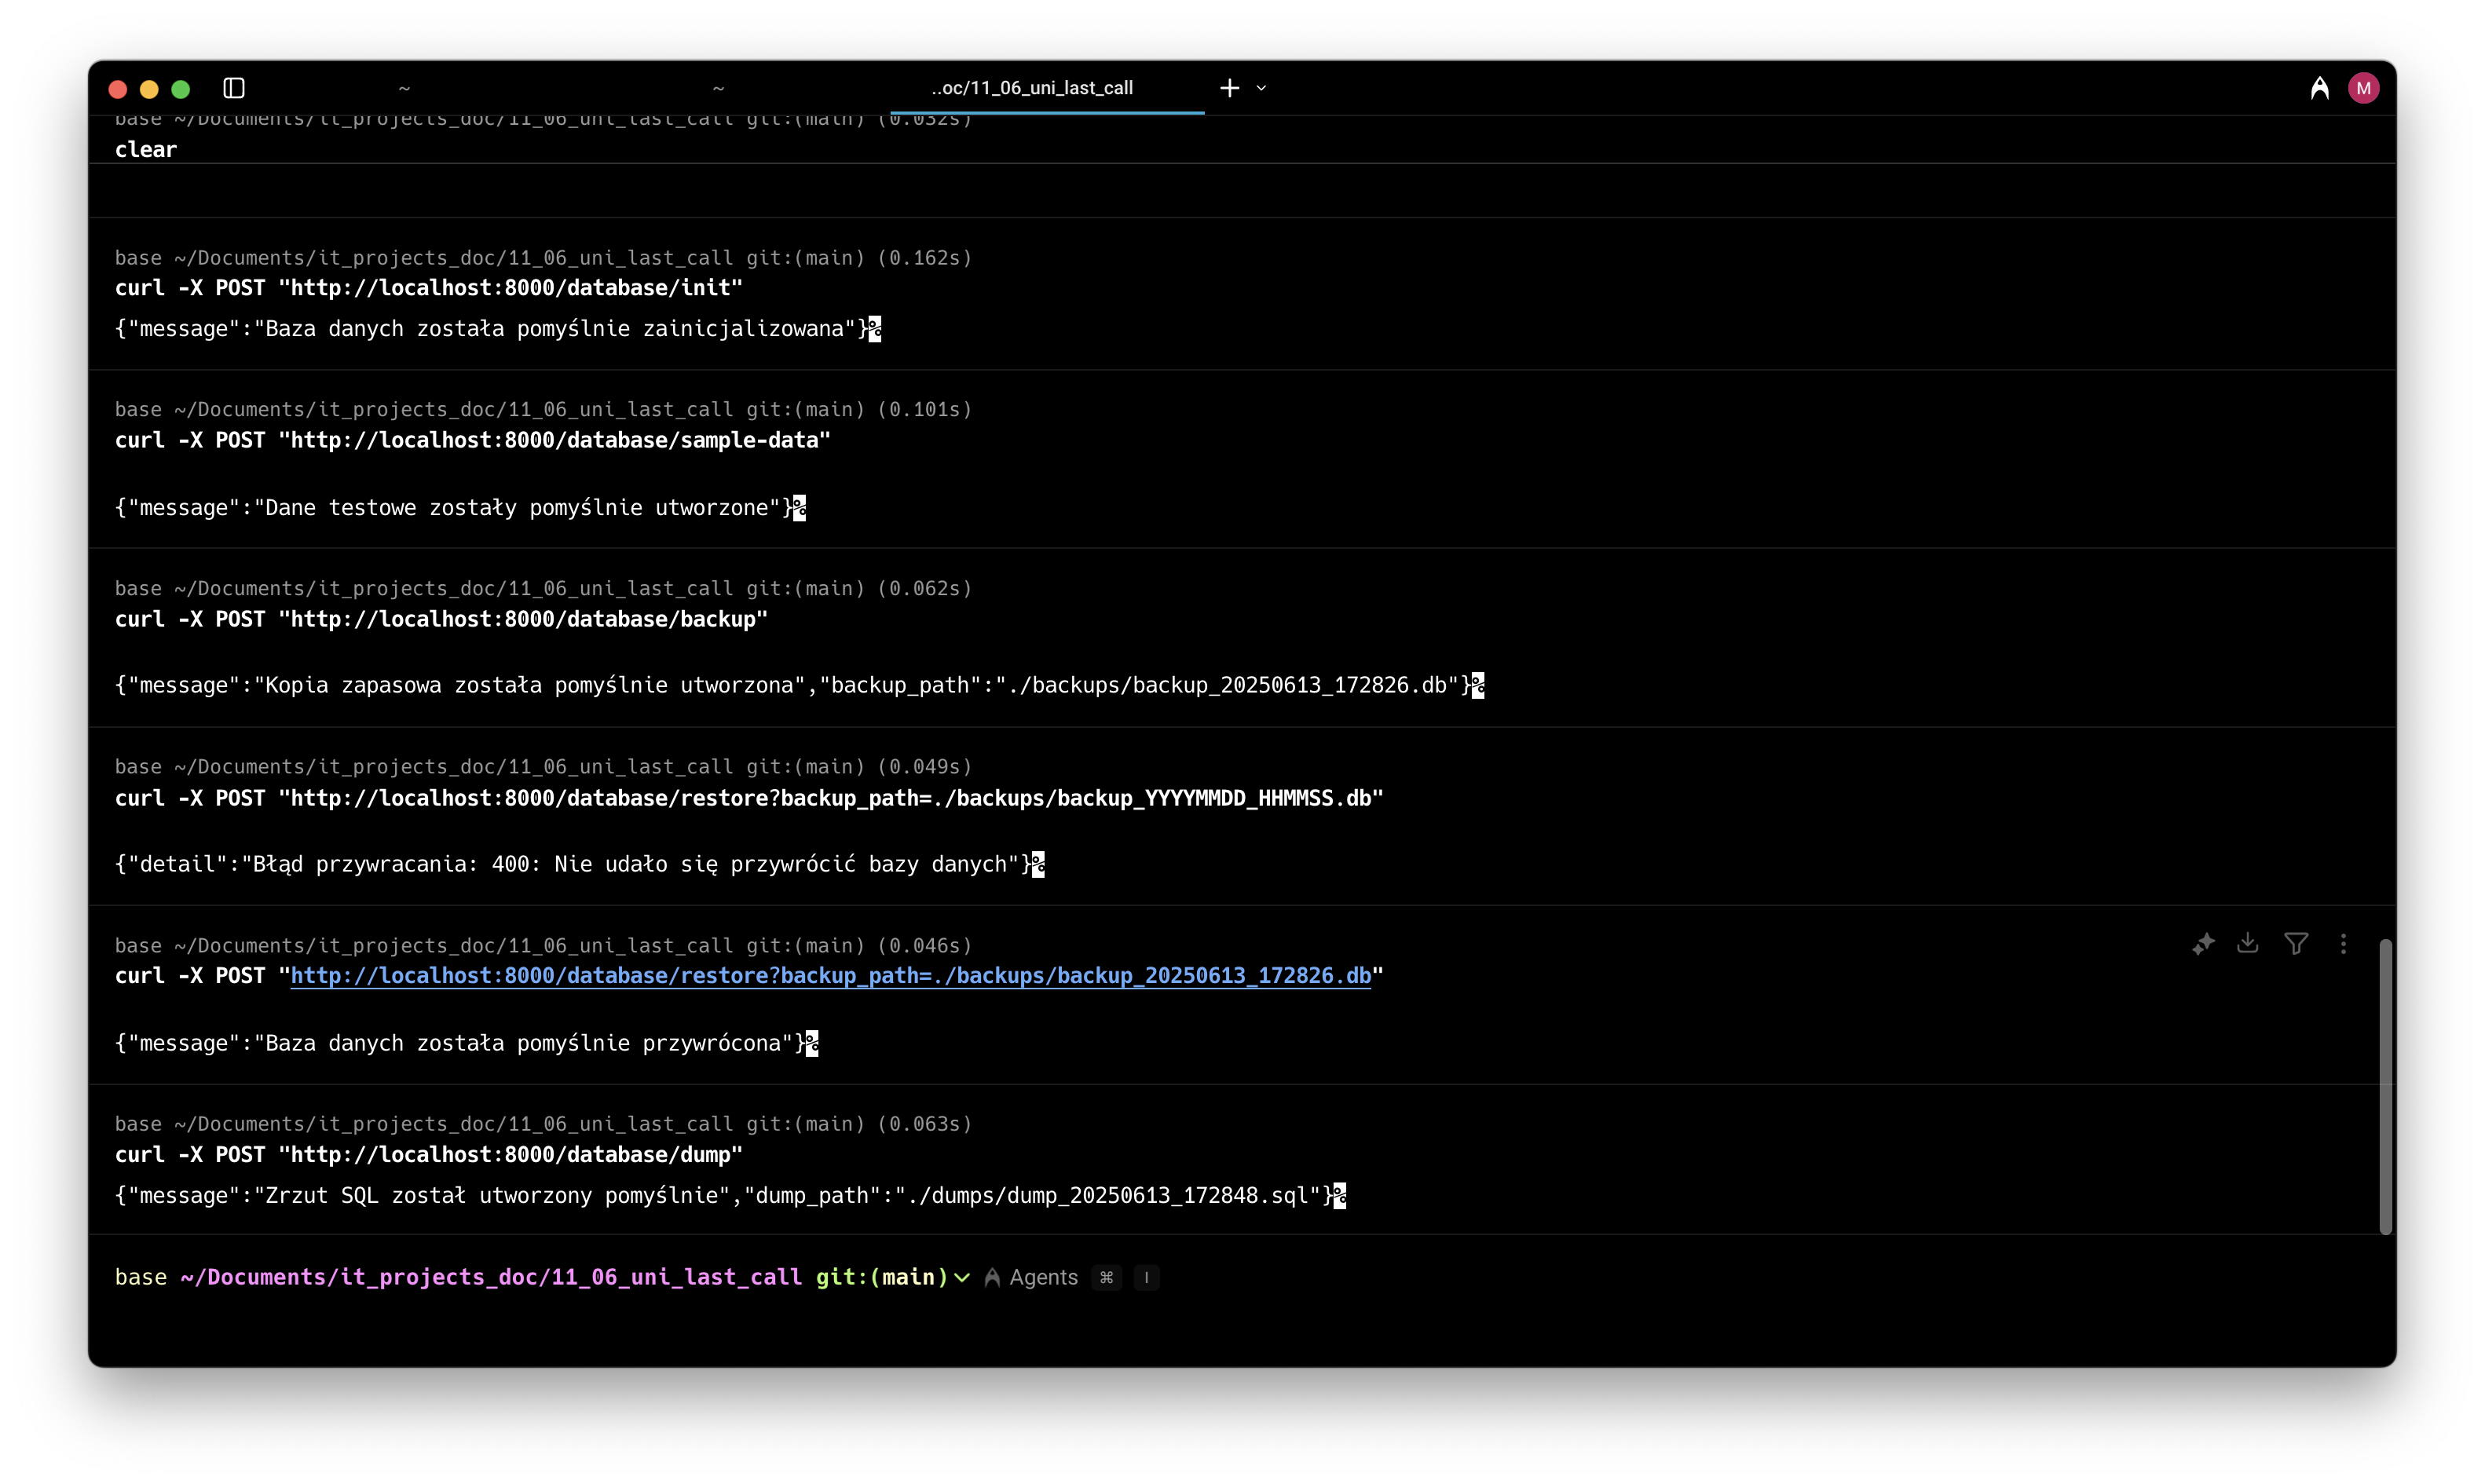 ~
~
..oc/11_06_uni_last_call
M
base ~/Documents/it_projects_doc/11_06_uni_last_call git:(main) (0.032s)
clear
base ~/Documents/it_projects_doc/11_06_uni_last_call git:(main) (0.162s)
curl -X POST "http://localhost:8000/database/init"
{"message":"Baza danych została pomyślnie zainicjalizowana"}%
base ~/Documents/it_projects_doc/11_06_uni_last_call git:(main) (0.101s)
curl -X POST "http://localhost:8000/database/sample-data"
{"message":"Dane testowe zostały pomyślnie utworzone"}%
base ~/Documents/it_projects_doc/11_06_uni_last_call git:(main) (0.062s)
curl -X POST "http://localhost:8000/database/backup"
{"message":"Kopia zapasowa została pomyślnie utworzona","backup_path":"./backups/backup_20250613_172826.db"}%
base ~/Documents/it_projects_doc/11_06_uni_last_call git:(main) (0.049s)
curl -X POST "http://localhost:8000/database/restore?backup_path=./backups/backup_YYYYMMDD_HHMMSS.db"
{"detail":"Błąd przywracania: 400: Nie udało się przywrócić bazy danych"}%
base ~/Documents/it_projects_doc/11_06_uni_last_call git:(main) (0.046s)
curl -X POST "http://localhost:8000/database/restore?backup_path=./backups/backup_20250613_172826.db"
{"message":"Baza danych została pomyślnie przywrócona"}%
base ~/Documents/it_projects_doc/11_06_uni_last_call git:(main) (0.063s)
curl -X POST "http://localhost:8000/database/dump"
{"message":"Zrzut SQL został utworzony pomyślnie","dump_path":"./dumps/dump_20250613_172848.sql"}%
base ~/Documents/it_projects_doc/11_06_uni_last_call git:(main) Agents ⌘ I